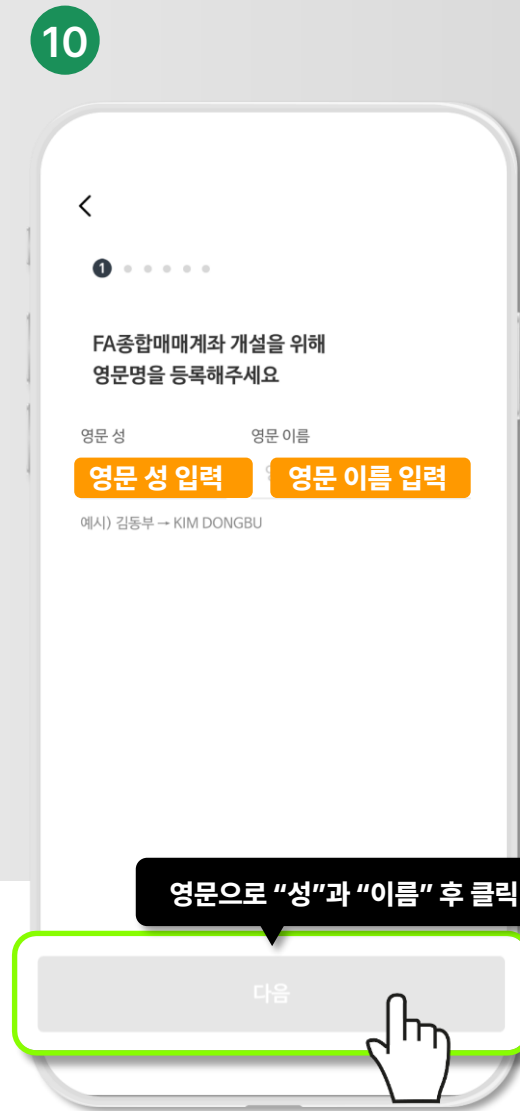 10
1
FA종합매매계좌 개설을 위해
영문명을 등록해주세요
영문 성 영문 이름
영문 성 입력 영문 이름 입력
예시) 김동부 → KIM DONGBU
영문으로 “성”과 “이름” 후 클릭
다음